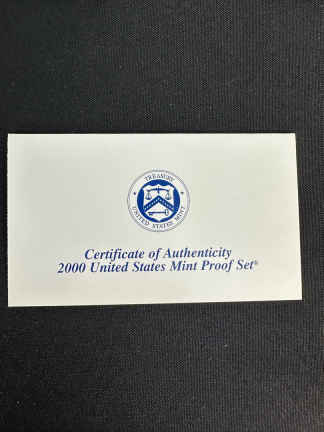 TREASURY
UNITED STATES MINT
Certificate of Authenticity
2000 United States Mint Proof Set®